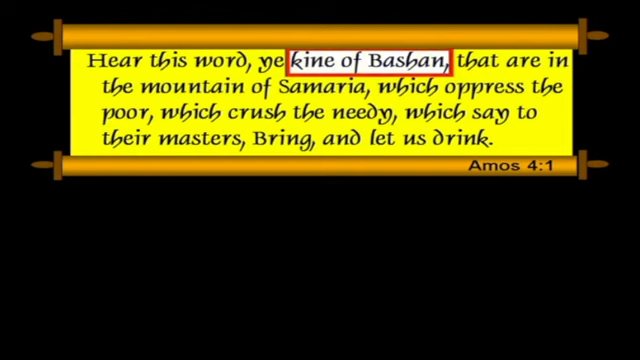 Hear this word, ye kine of Bashan, that are in
the mountain of Samaria, which oppress the
poor, which crush the needy, which say to
their masters, Bring, and let us drink.
Amos 4:1